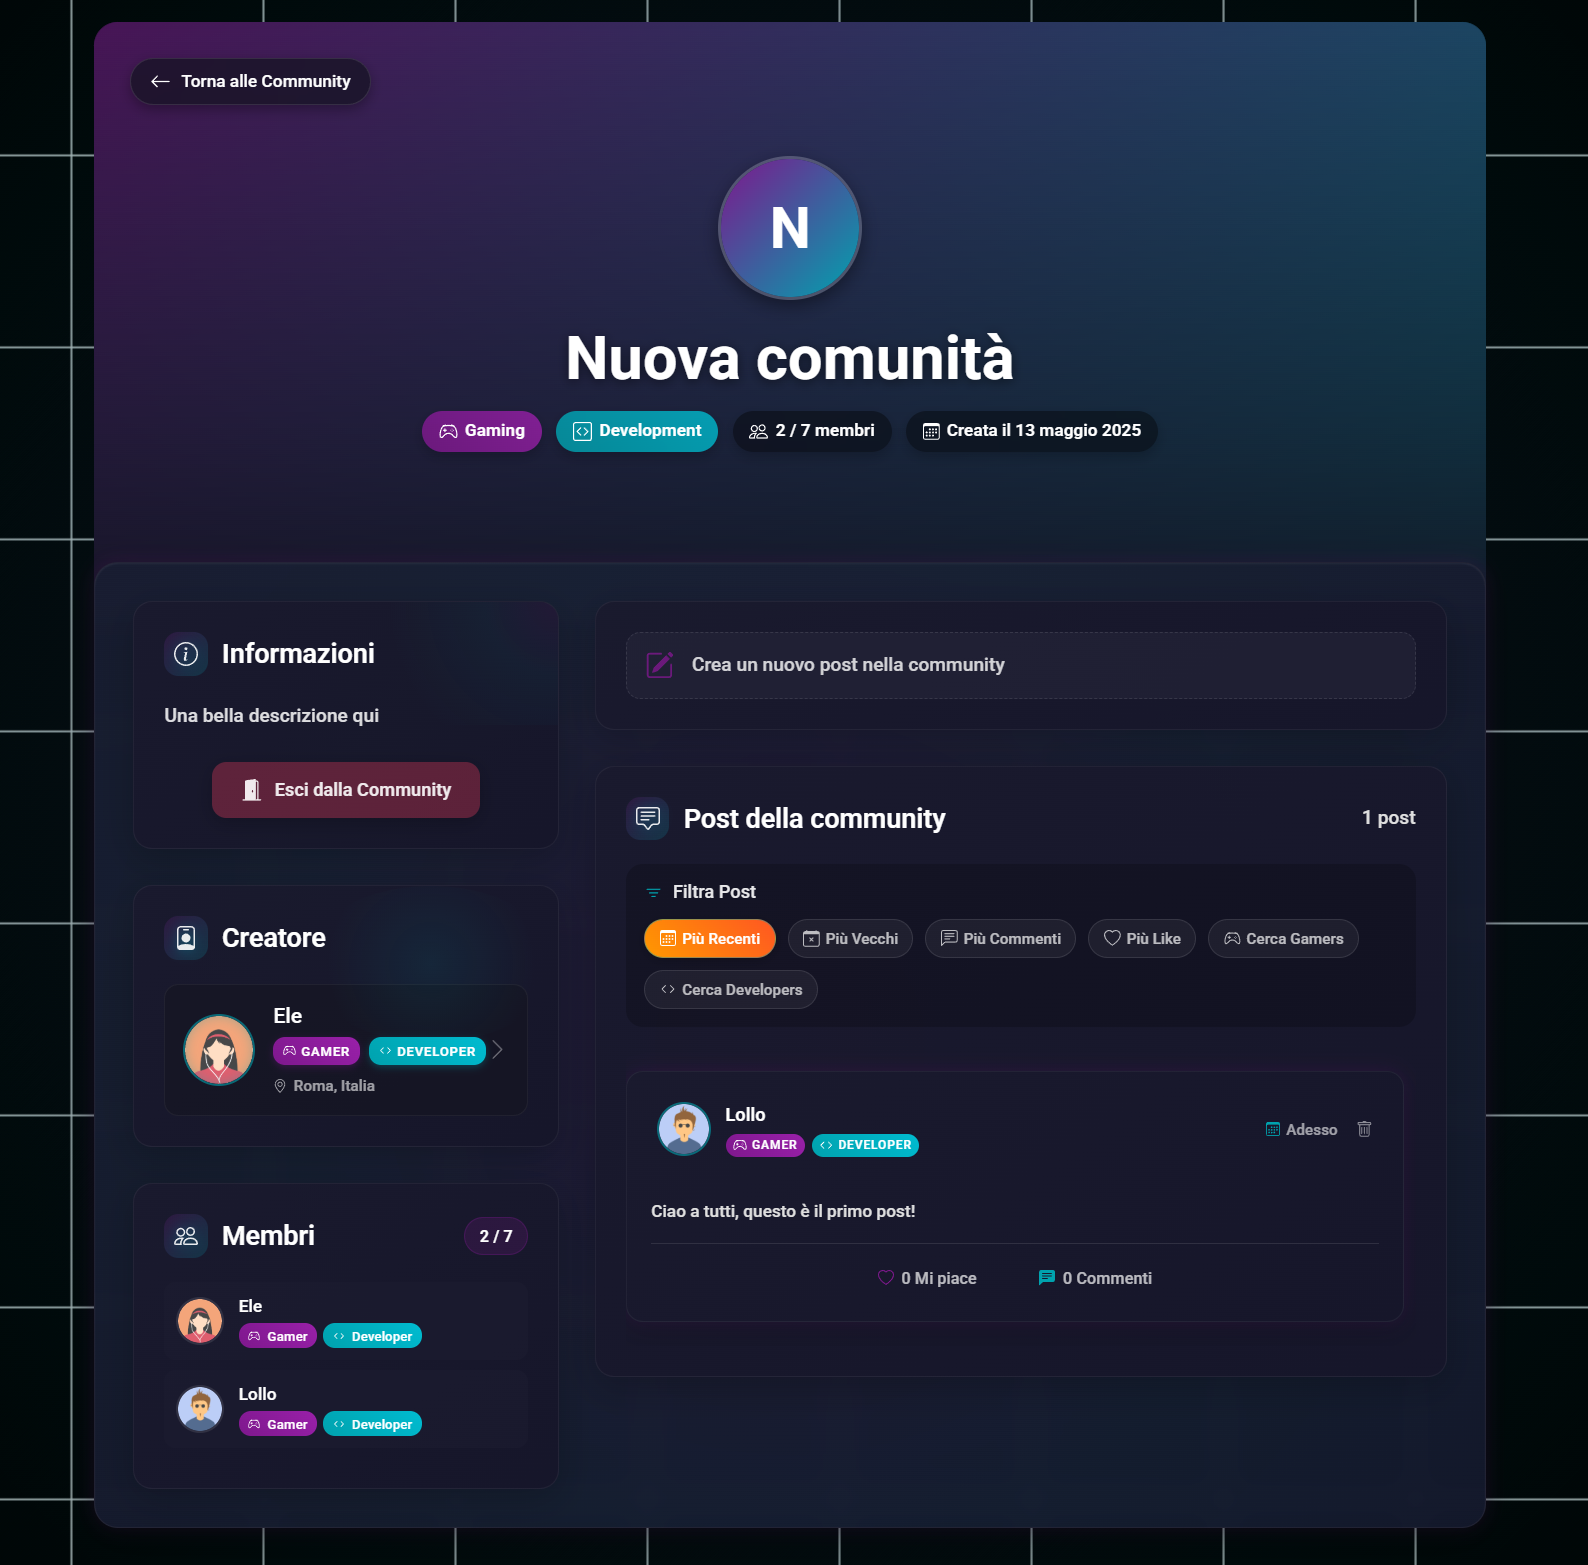 Torna alle Community
N
Nuova comunità
Gaming
Development
2 / 7 membri
Creata il 13 maggio 2025
Informazioni
Una bella descrizione qui
Esci dalla Community
Creatore
Ele
GAMER
DEVELOPER
Roma, Italia
Membri
2 / 7
Ele
Gamer
Developer
Lollo
Gamer
Developer
Crea un nuovo post nella community
Post della community
1 post
Filtra Post
Più Recenti
Più Vecchi
Più Commenti
Più Like
Cerca Gamers
Cerca Developers
Lollo
GAMER
DEVELOPER
Adesso
Ciao a tutti, questo è il primo post!
0 Mi piace
0 Commenti